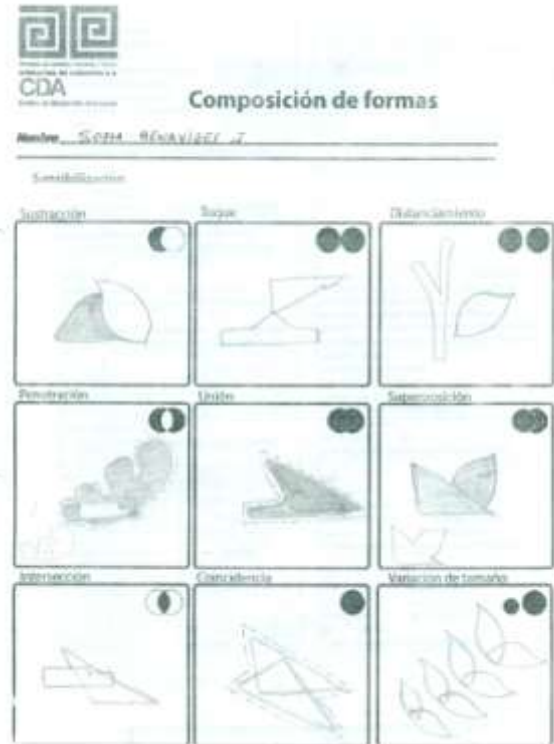 CDA
Composición de formas
Nombre
Sensibilización
Sustracción
Toque
Distanciamiento
Penetración
Unión
Superposición
Intersección
Coincidencia
Variación de tamaño